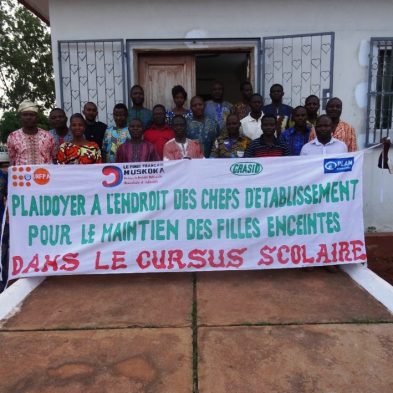 UNFPA
LE FONDS FRANÇAIS
MUSKOKA
CRASID
PLAN
PLAIDOYER A L'ENDROIT DES CHEFS D'ETABLISSEMENT
POUR LE MAINTIEN DES FILLES ENCEINTES
DANS LE CURSUS SCOLAIRE